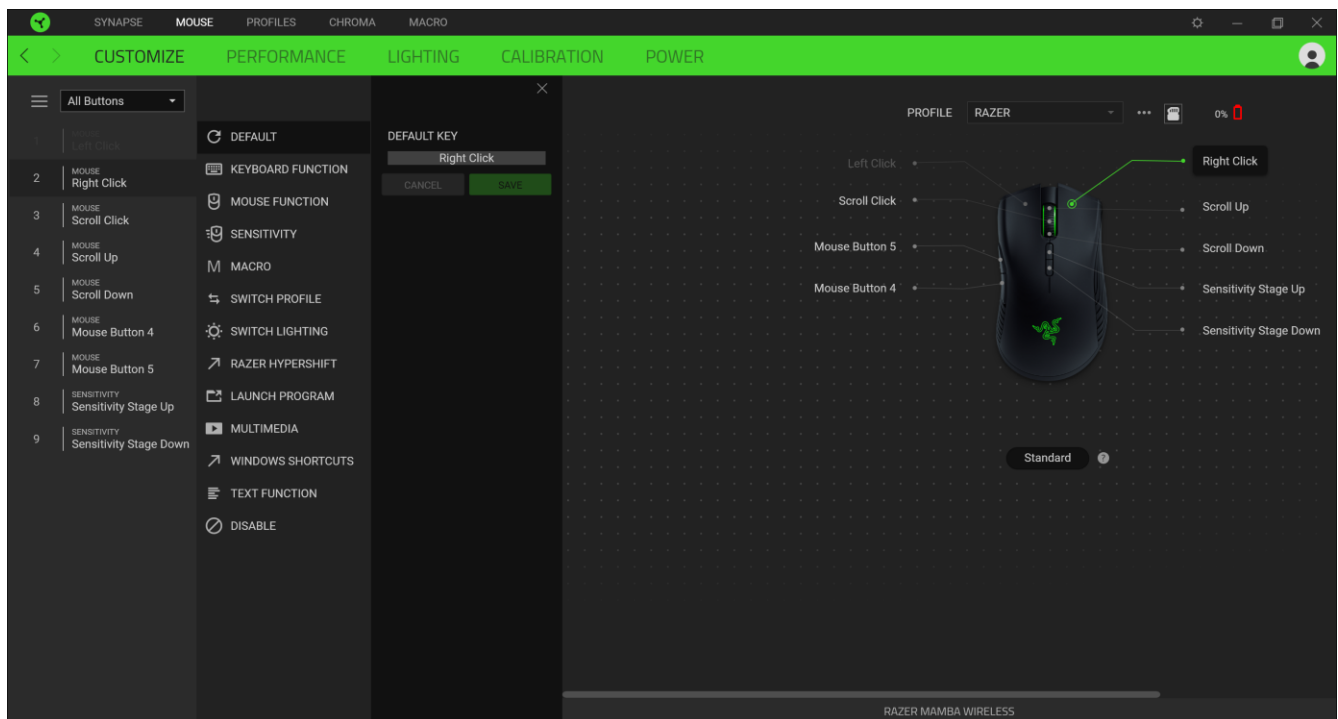 SYNAPSE MOUSE PROFILES CHROMA MACRO
CUSTOMIZE PERFORMANCE LIGHTING CALIBRATION POWER
All Buttons
1
Left Click
2
MOUSE
Right Click
3
MOUSE
Scroll Click
4
MOUSE
Scroll Up
5
MOUSE
Scroll Down
6
MOUSE
Mouse Button 4
7
MOUSE
Mouse Button 5
8
SENSITIVITY
Sensitivity Stage Up
9
SENSITIVITY
Sensitivity Stage Down
DEFAULT
KEYBOARD FUNCTION
MOUSE FUNCTION
SENSITIVITY
MACRO
SWITCH PROFILE
SWITCH LIGHTING
RAZER HYPERSHIFT
LAUNCH PROGRAM
MULTIMEDIA
WINDOWS SHORTCUTS
TEXT FUNCTION
DISABLE
DEFAULT KEY
Right Click
CANCEL SAVE
PROFILE RAZER 0%
Left Click
Scroll Click
Mouse Button 5
Mouse Button 4
Right Click
Scroll Up
Scroll Down
Sensitivity Stage Up
Sensitivity Stage Down
Standard ?
RAZER MAMBA WIRELESS